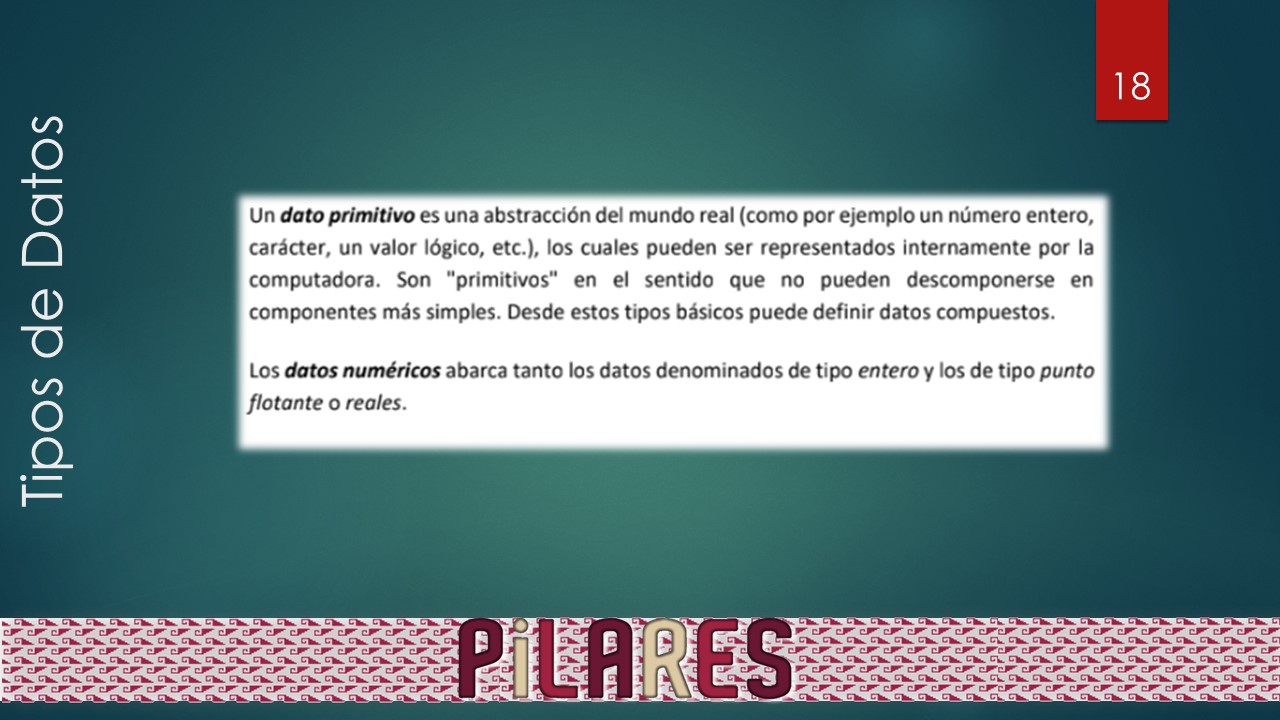 18
Tipos de Datos
Un dato primitivo es una abstracción del mundo real (como por ejemplo un número entero,
carácter, un valor lógico, etc.), los cuales pueden ser representados internamente por la
computadora. Son "primitivos" en el sentido que no pueden descomponerse en
componentes más simples. Desde estos tipos básicos puede definir datos compuestos.
Los datos numéricos abarca tanto los datos denominados de tipo entero y los de tipo punto
flotante o reales.
PiLARES